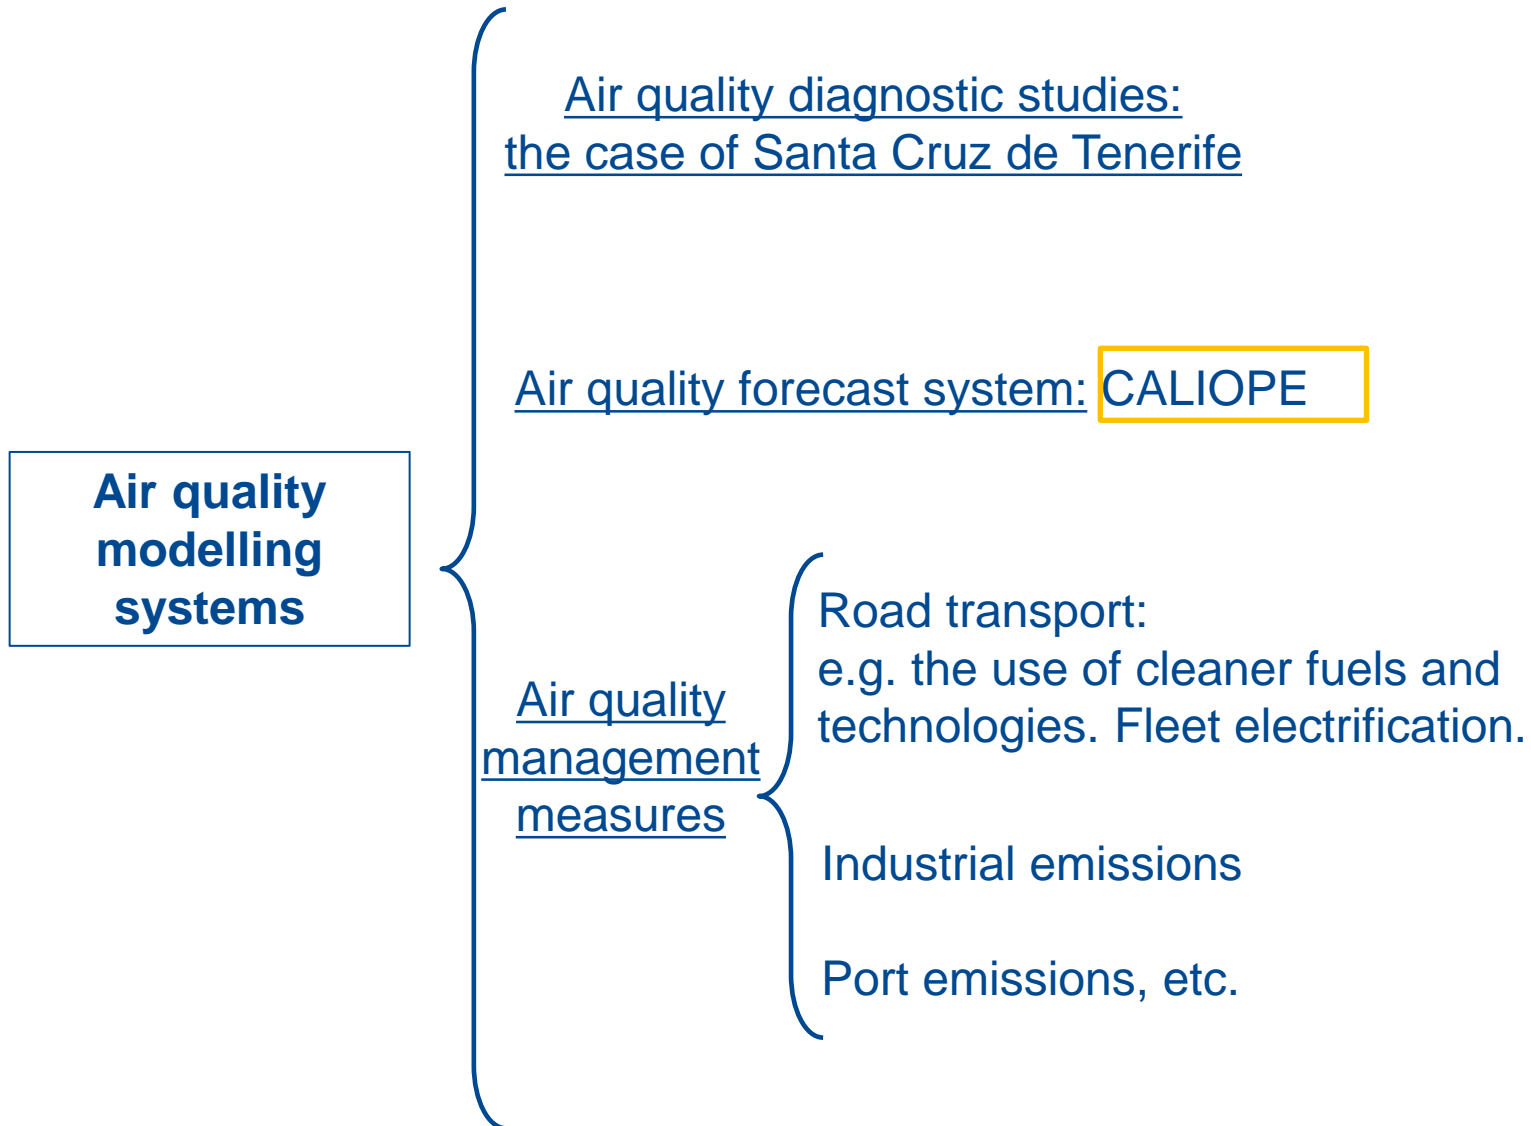 Air quality diagnostic studies:
the case of Santa Cruz de Tenerife
Air quality forecast system: CALIOPE
Air quality
modelling
systems
Air quality
management
measures
Road transport:
e.g. the use of cleaner fuels and
technologies. Fleet electrification.
Industrial emissions
Port emissions, etc.